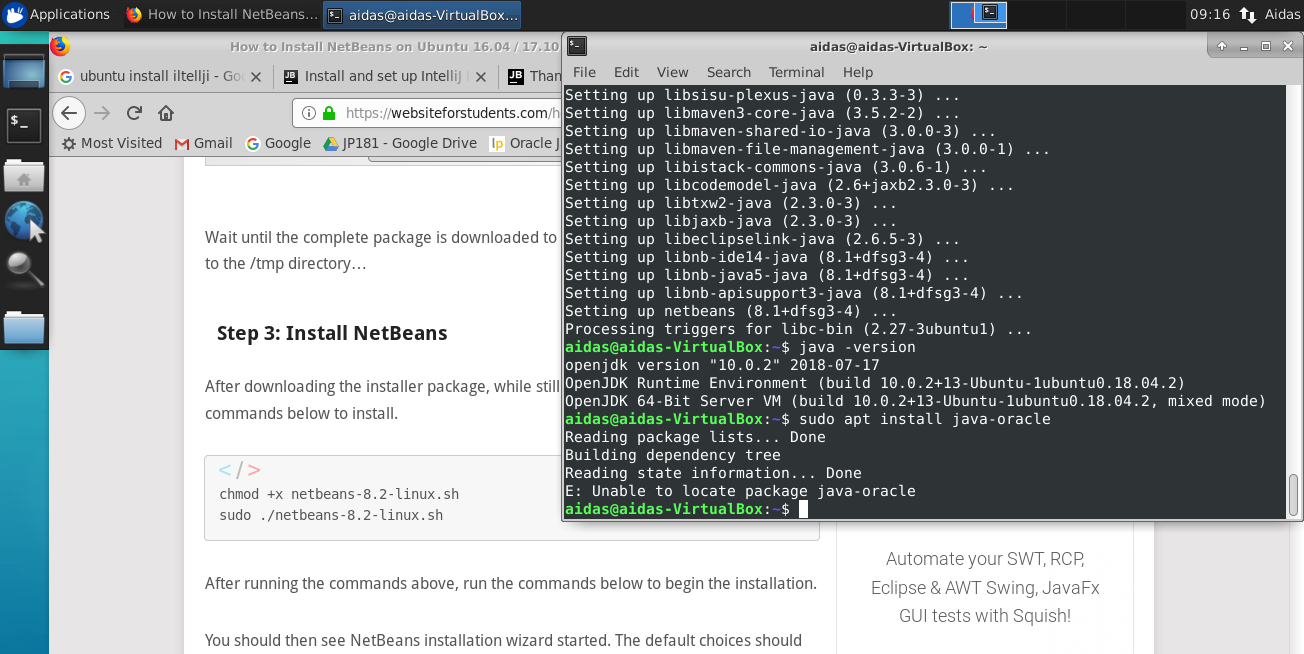 Applications
How to Install NetBeans...
aidas@aidas-VirtualBox...
09:16
Aidas
How to Install NetBeans on Ubuntu 16.04 / 17.10
ubuntu install iltellji - Go
Install and set up IntelliJ
Than
https://websiteforstudents.com/h
Most Visited
Gmail
Google
JP181 - Google Drive
Oracle J
Wait until the complete package is downloaded to
to the /tmp directory…
Step 3: Install NetBeans
After downloading the installer package, while still
commands below to install.
</>
chmod +x netbeans-8.2-linux.sh
sudo ./netbeans-8.2-linux.sh
After running the commands above, run the commands below to begin the installation.
You should then see NetBeans installation wizard started. The default choices should
aidas@aidas-VirtualBox: ~
File Edit View Search Terminal Help
Setting up libsisu-plexus-java (0.3.3-3) ...
Setting up libmaven3-core-java (3.5.2-2) ...
Setting up libmaven-shared-io-java (3.0.0-3) ...
Setting up libmaven-file-management-java (3.0.0-1) ...
Setting up libistack-commons-java (3.0.6-1) ...
Setting up libcodemodel-java (2.6+jaxb2.3.0-3) ...
Setting up libtxw2-java (2.3.0-3) ...
Setting up libjaxb-java (2.3.0-3) ...
Setting up libeclipselink-java (2.6.5-3) ...
Setting up libnb-ide14-java (8.1+dfsg3-4) ...
Setting up libnb-java5-java (8.1+dfsg3-4) ...
Setting up libnb-apisupport3-java (8.1+dfsg3-4) ...
Setting up netbeans (8.1+dfsg3-4) ...
Processing triggers for libc-bin (2.27-3ubuntu1) ...
aidas@aidas-VirtualBox:~$ java -version
openjdk version "10.0.2" 2018-07-17
OpenJDK Runtime Environment (build 10.0.2+13-Ubuntu-1ubuntu0.18.04.2)
OpenJDK 64-Bit Server VM (build 10.0.2+13-Ubuntu-1ubuntu0.18.04.2, mixed mode)
aidas@aidas-VirtualBox:~$ sudo apt install java-oracle
Reading package lists... Done
Building dependency tree
Reading state information... Done
E: Unable to locate package java-oracle
aidas@aidas-VirtualBox:~$
Automate your SWT, RCP,
Eclipse & AWT Swing, JavaFx
GUI tests with Squish!